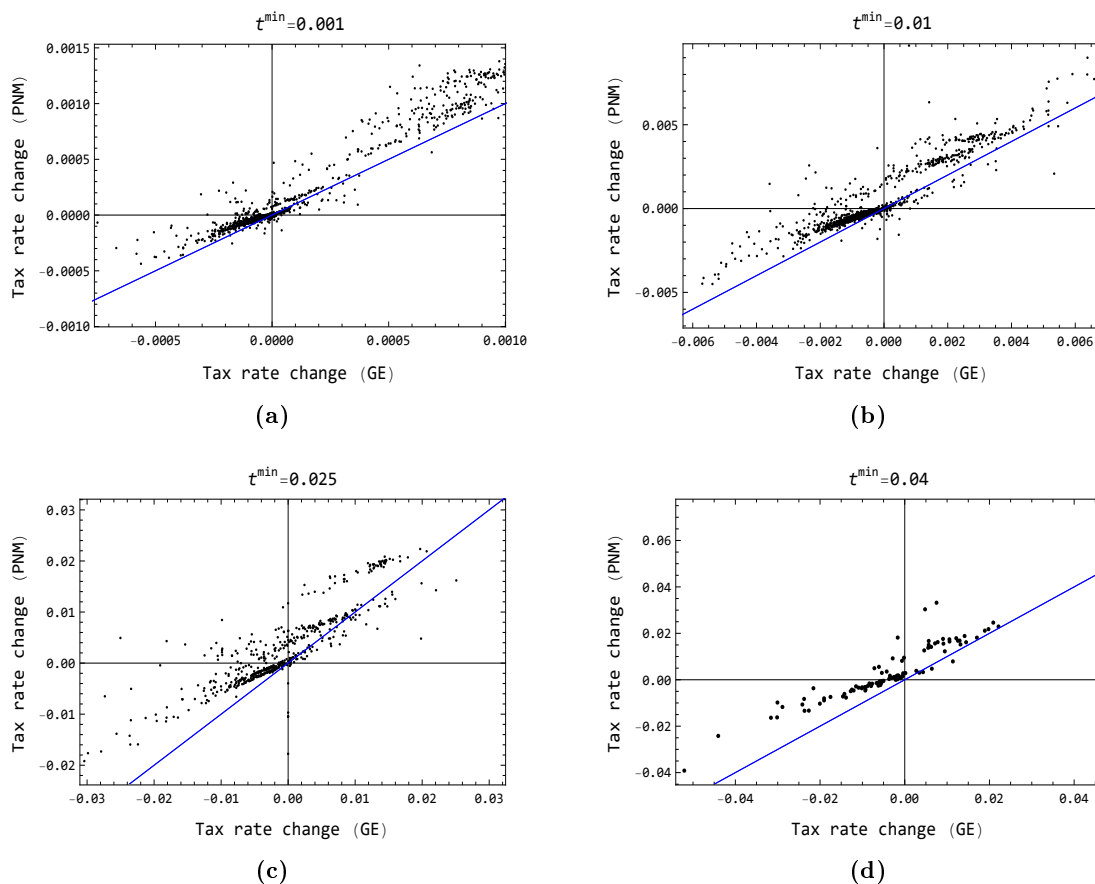 t^min=0.001
0.0015
0.0010
0.0005
0.0000
−0.0005
−0.0010
Tax rate change (PNM)
−0.0005 0.0000 0.0005 0.0010
Tax rate change (GE)
(a)
t^min=0.01
0.005
0.000
−0.005
Tax rate change (PNM)
−0.006 −0.004 −0.002 0.000 0.002 0.004 0.006
Tax rate change (GE)
(b)
t^min=0.025
0.03
0.02
0.01
0.00
−0.01
−0.02
Tax rate change (PNM)
−0.03 −0.02 −0.01 0.00 0.01 0.02 0.03
Tax rate change (GE)
(c)
t^min=0.04
0.06
0.04
0.02
0.00
−0.02
−0.04
Tax rate change (PNM)
−0.04 −0.02 0.00 0.02 0.04
Tax rate change (GE)
(d)